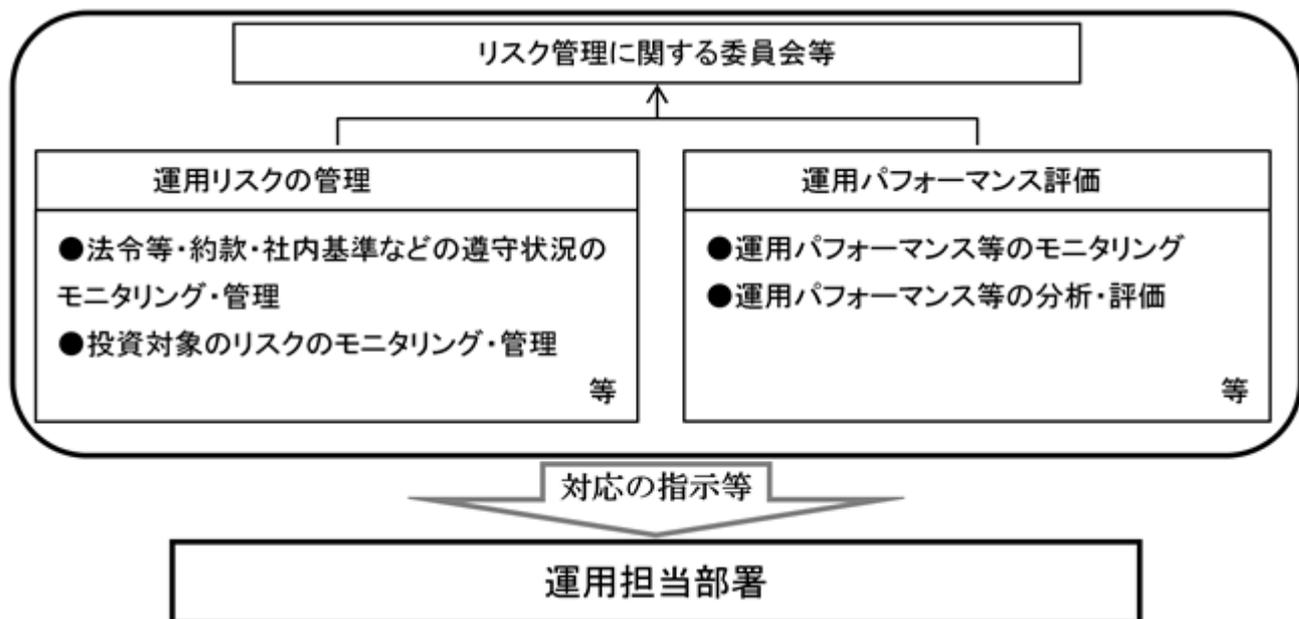 リスク管理に関する委員会等
運用リスクの管理
●法令等・約款・社内基準などの遵守状況の
モニタリング・管理
●投資対象のリスクのモニタリング・管理
等
運用パフォーマンス評価
●運用パフォーマンス等のモニタリング
●運用パフォーマンス等の分析・評価
等
対応の指示等
運用担当部署